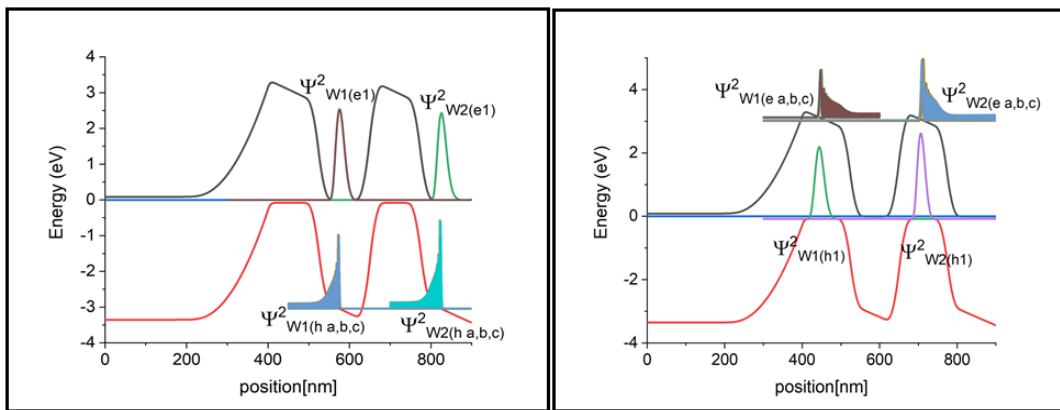 4
3
2
1
0
-1
-2
-3
-4
Energy (eV)
Ψ²W1(e1)
Ψ²W2(e1)
Ψ²W1(h a,b,c)
Ψ²W2(h a,b,c)
0 200 400 600 800
position[nm]
4
2
0
-2
-4
Energy (eV)
Ψ²W1(e a,b,c)
Ψ²W2(e a,b,c)
Ψ²W1(h1)
Ψ²W2(h1)
0 200 400 600 800
position[nm]